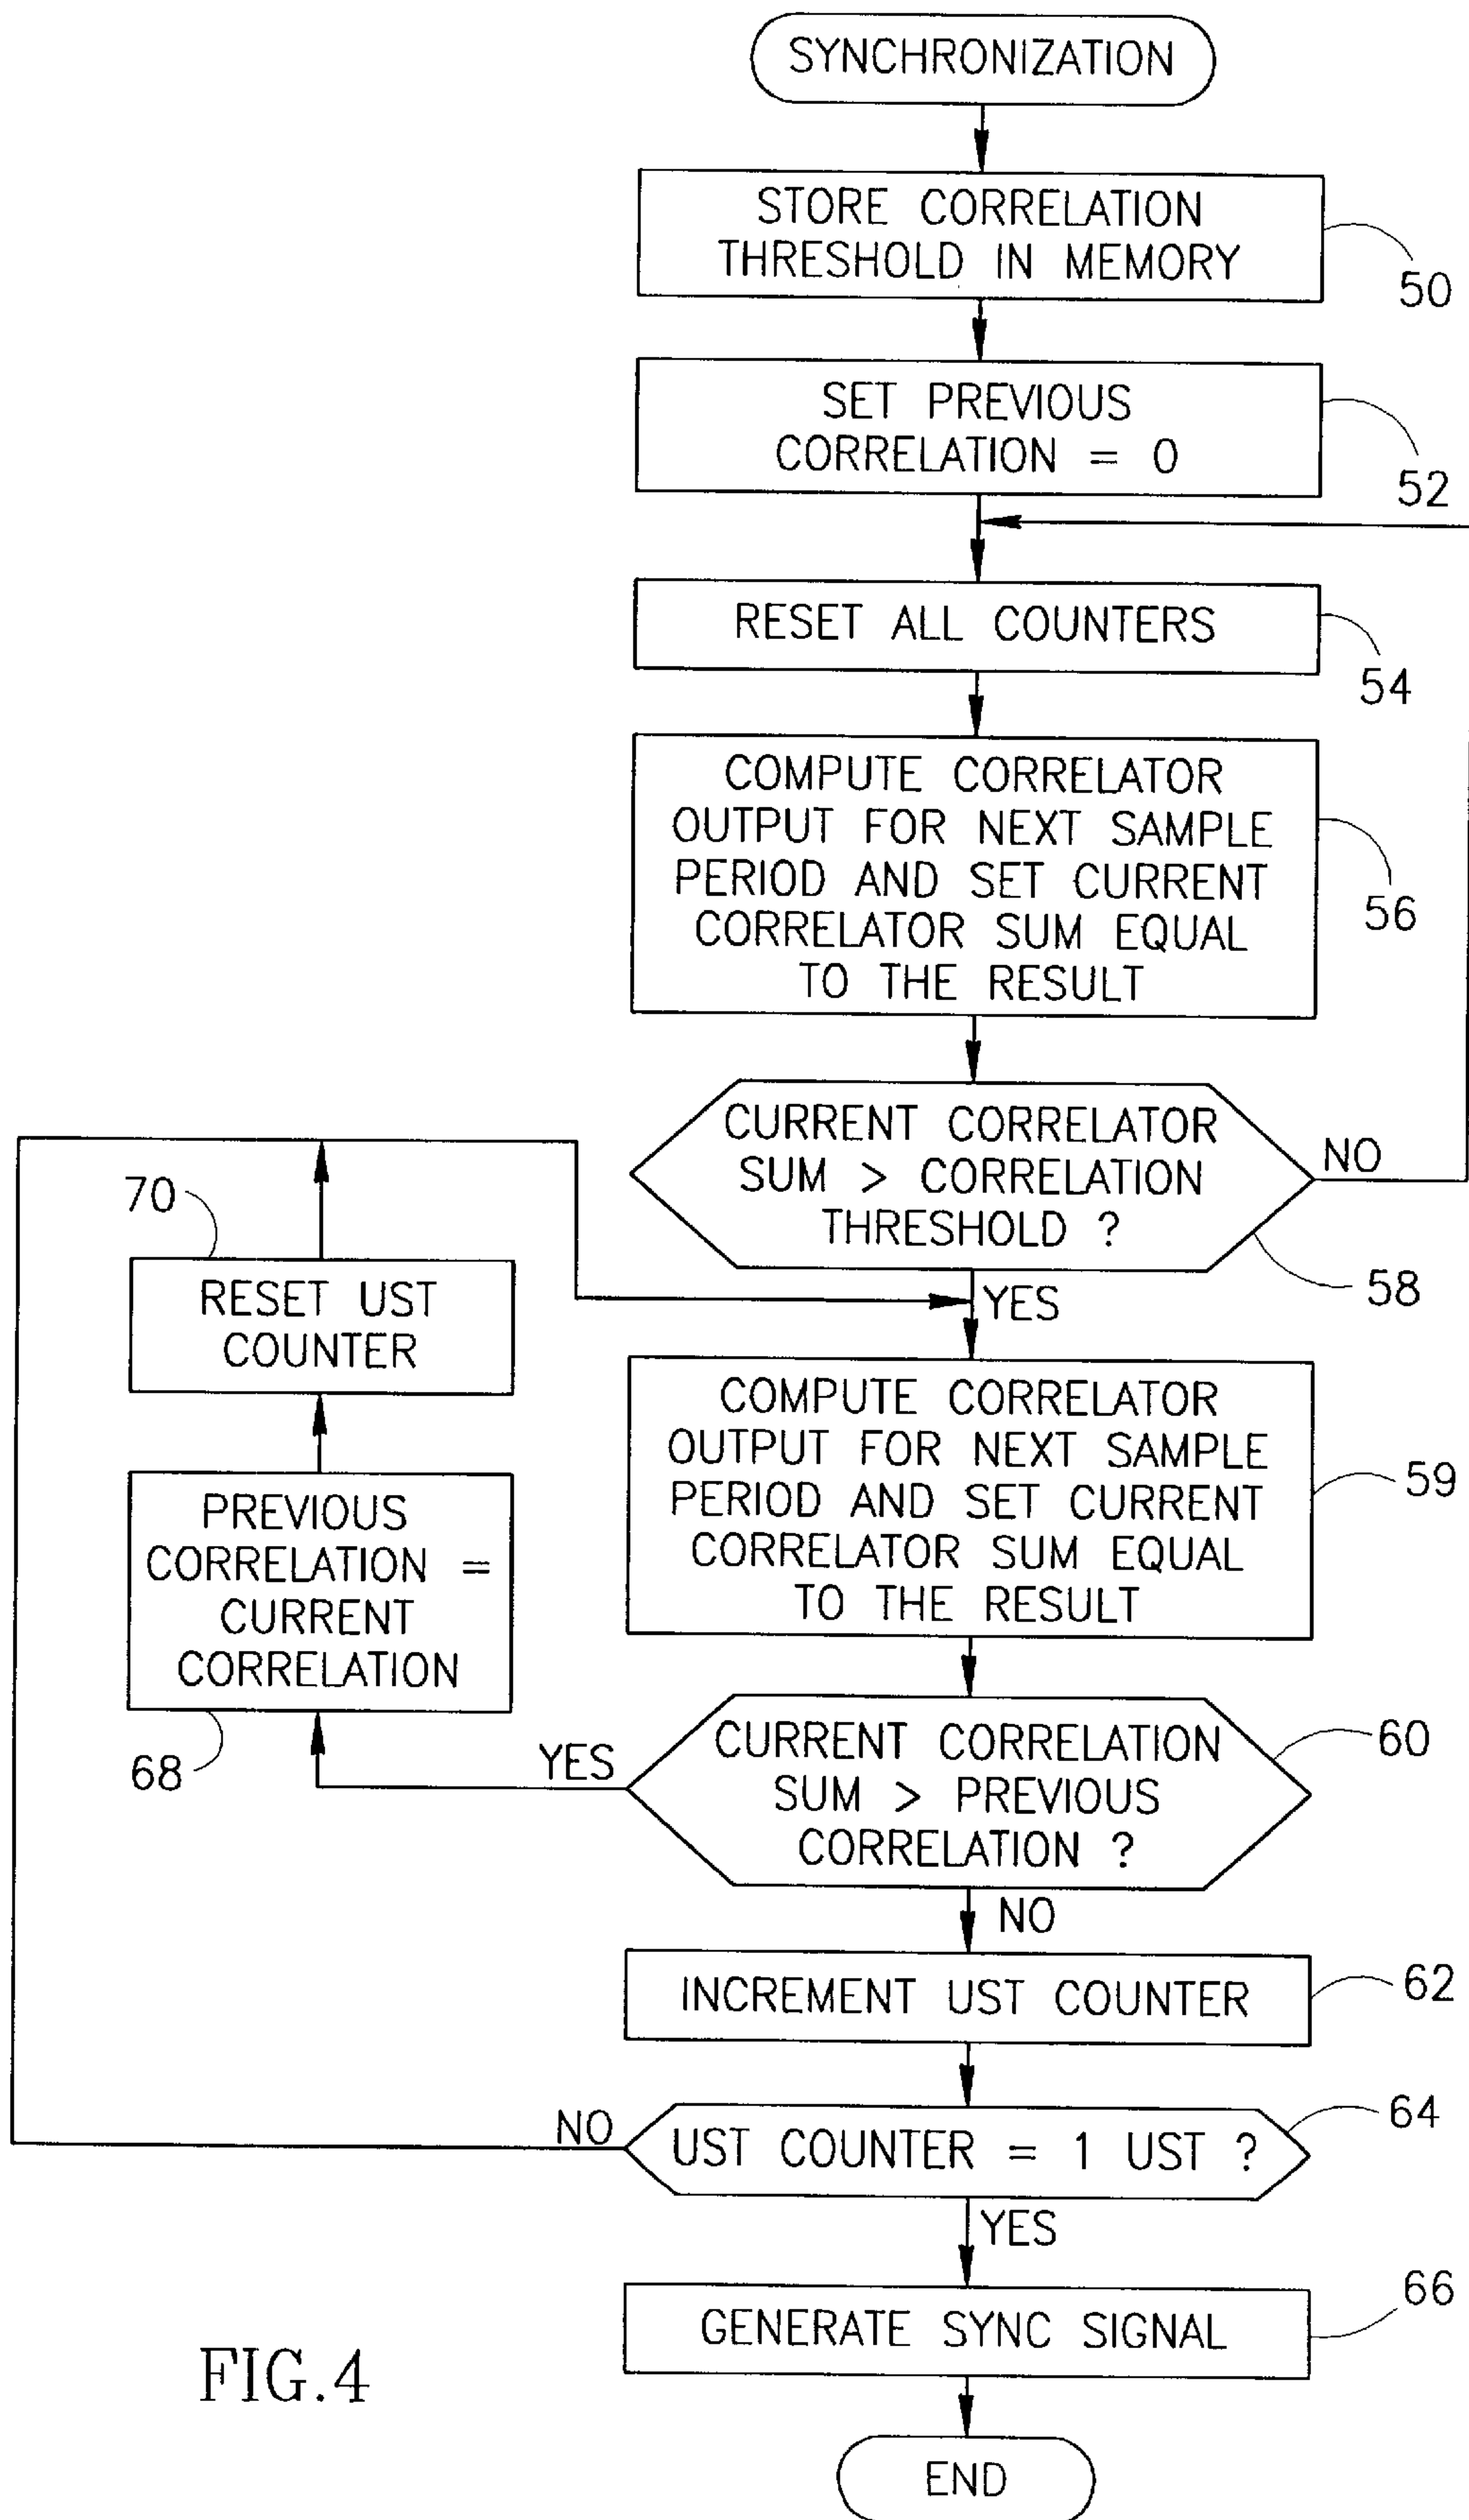 SYNCHRONIZATION
STORE CORRELATION
THRESHOLD IN MEMORY
50
SET PREVIOUS
CORRELATION = 0
52
RESET ALL COUNTERS
54
COMPUTE CORRELATOR
OUTPUT FOR NEXT SAMPLE
PERIOD AND SET CURRENT
CORRELATOR SUM EQUAL
TO THE RESULT
56
CURRENT CORRELATOR
SUM > CORRELATION
THRESHOLD ?
NO
58
YES
70
RESET UST
COUNTER
COMPUTE CORRELATOR
OUTPUT FOR NEXT SAMPLE
PERIOD AND SET CURRENT
CORRELATOR SUM EQUAL
TO THE RESULT
59
PREVIOUS
CORRELATION =
CURRENT
CORRELATION
68
YES
CURRENT CORRELATION
SUM > PREVIOUS
CORRELATION ?
60
NO
INCREMENT UST COUNTER
62
NO
UST COUNTER = 1 UST ?
64
YES
GENERATE SYNC SIGNAL
66
END
FIG.4